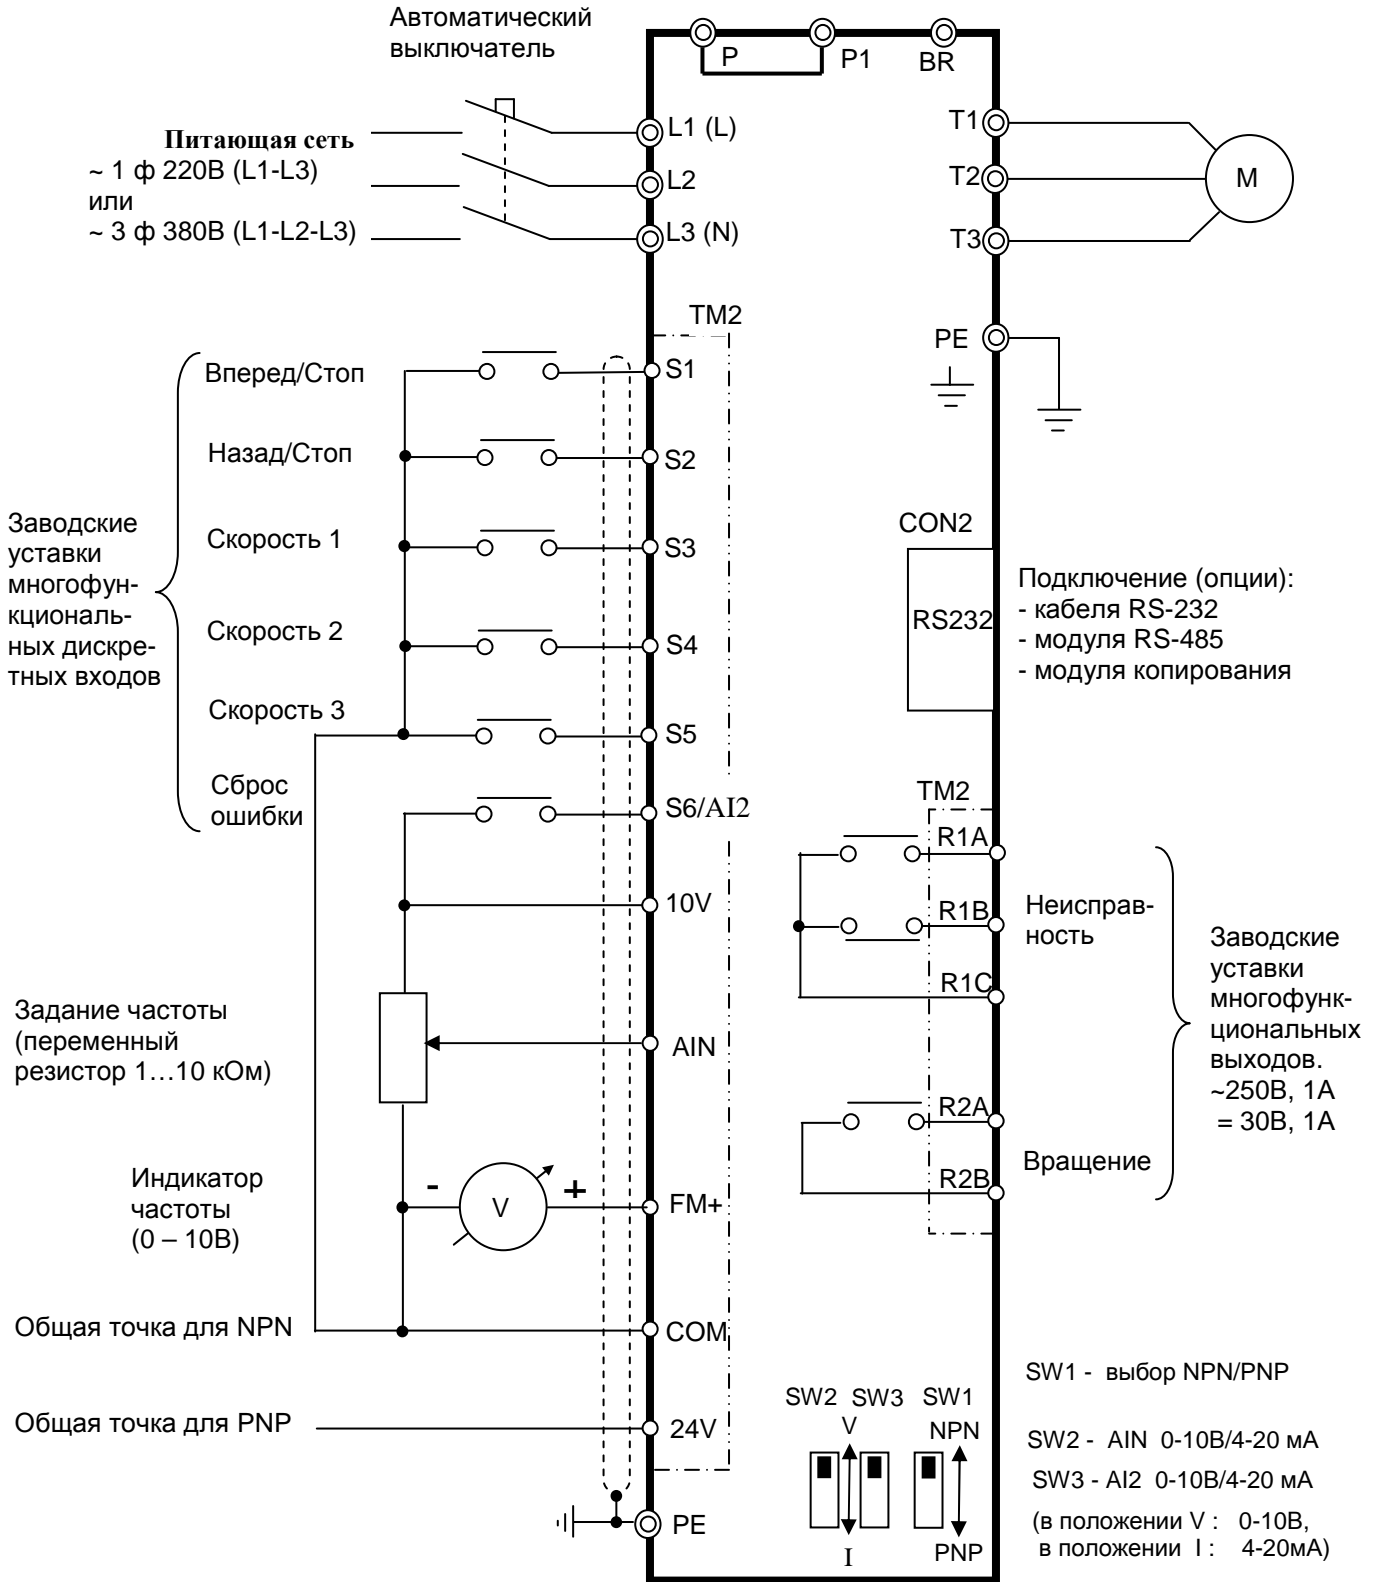 Автоматический
выключатель
P
P1
BR
Питающая сеть
~ 1 ф 220В (L1-L3)
или
~ 3 ф 380В (L1-L2-L3)
L1 (L)
L2
L3 (N)
T1
T2
T3
M
PE
TM2
Вперед/Стоп
S1
Назад/Стоп
S2
Скорость 1
S3
Скорость 2
S4
Скорость 3
S5
Сброс
ошибки
S6/AI2
Заводские
уставки
многофун-
кциональ-
ных дискре-
тных входов
CON2
RS232
Подключение (опции):
- кабеля RS-232
- модуля RS-485
- модуля копирования
10V
Задание частоты
(переменный
резистор 1…10 кОм)
AIN
Индикатор
частоты
(0 – 10В)
-
V
+
FM+
Общая точка для NPN
COM
Общая точка для PNP
24V
PE
TM2
R1A
R1B
R1C
R2A
R2B
Неисправ-
ность
Вращение
Заводские
уставки
многофунк-
циональных
выходов.
~250В, 1А
= 30В, 1А
SW2 SW3 SW1
V
NPN
I
PNP
SW1 - выбор NPN/PNP
SW2 - AIN 0-10В/4-20 мА
SW3 - AI2 0-10В/4-20 мА
(в положении V : 0-10В,
в положении I : 4-20мА)